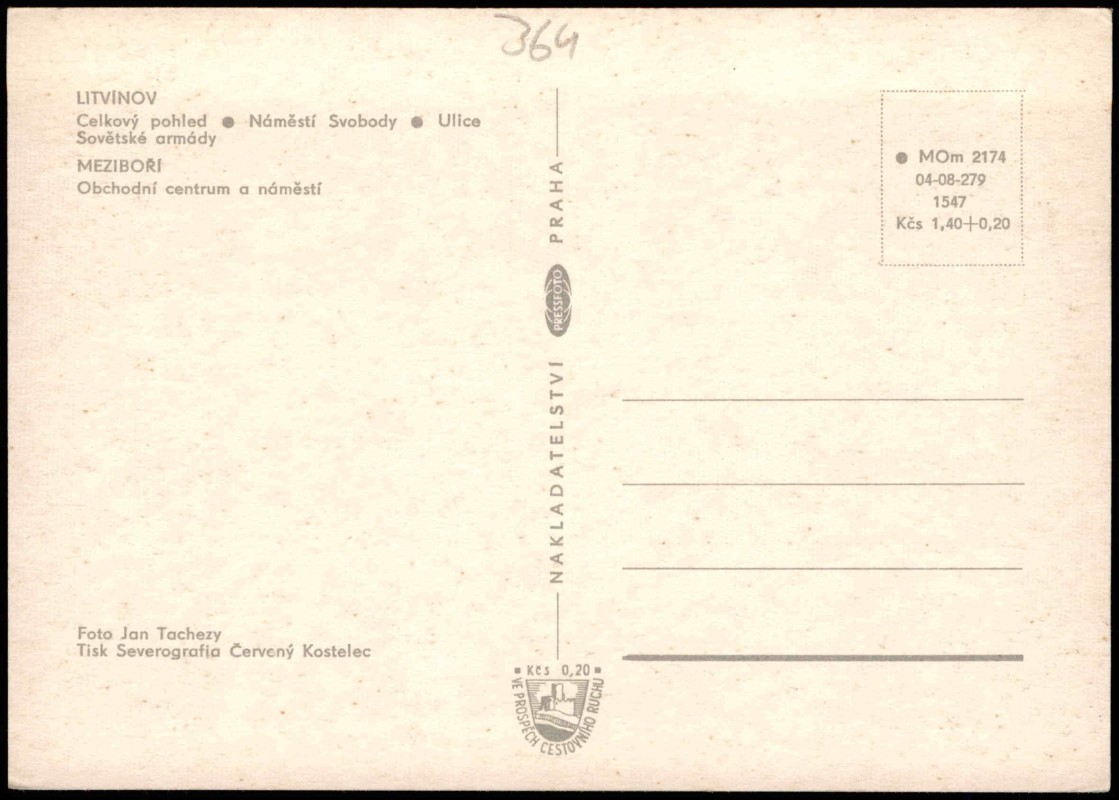 364
LITVÍNOV
Celkový pohled ● Náměstí Svobody ● Ulice
Sovětské armády
MEZIBOŘÍ
Obchodní centrum a náměstí
Foto Jan Tachezy
Tisk Severografia Červený Kostelec
NAKLADATELSTVÍ PRESSFOTO PRAHA
Kčs 0,20
VE PROSPĚCH CESTOVNÍHO RUCHU
● MOm 2174
04-08-279
1547
Kčs 1,40+0,20